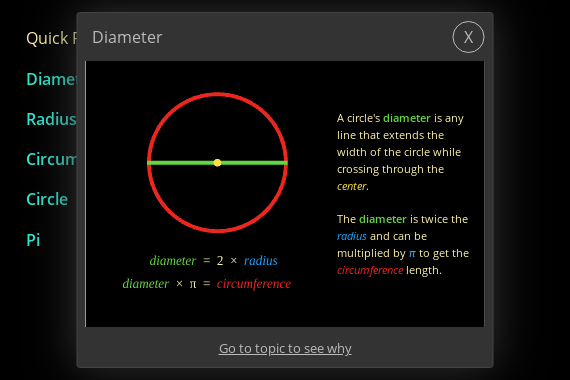 Quick
Diameter
X
Diamet
Radius
Circum
Circle
Pi
A circle's diameter is any
line that extends the
width of the circle while
crossing through the
center.
The diameter is twice the
radius and can be
multiplied by π to get the
circumference length.
diameter = 2 × radius
diameter × π = circumference
Go to topic to see why